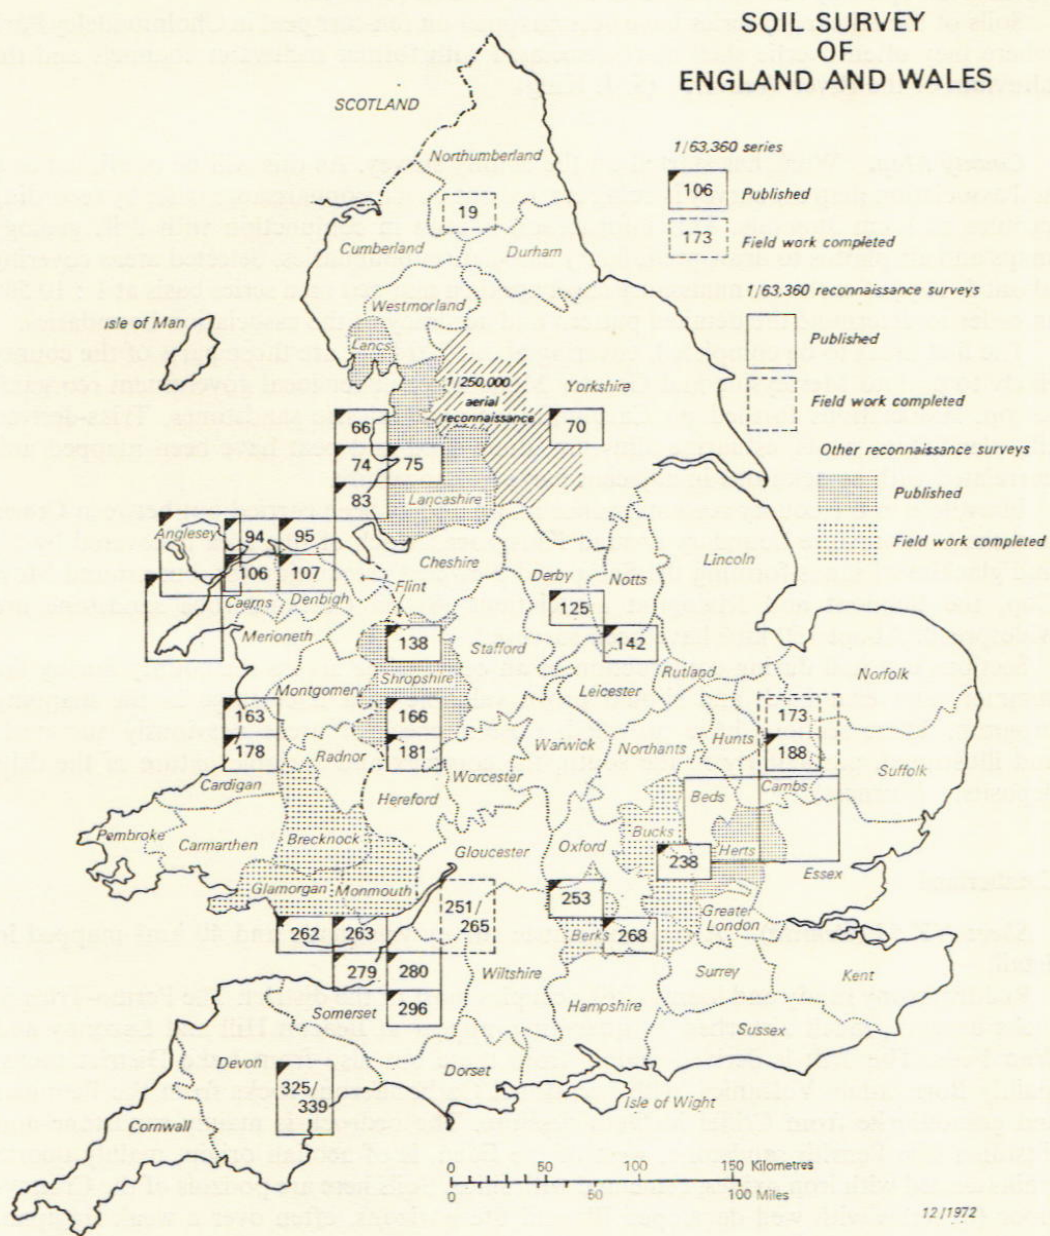 SOIL SURVEY
OF
ENGLAND AND WALES
1/63,360 series
106 Published
173 Field work completed
1/63,360 reconnaissance surveys
Published
Field work completed
Other reconnaissance surveys
Published
Field work completed
SCOTLAND
Northumberland
19
Cumberland
Durham
Westmorland
Isle of Man
Lancs
1/250,000
aerial
reconnaissance
Yorkshire
66
70
74
75
83
Lancashire
Anglesey
94
95
106
107
Cheshire
Flint
Derby
Notts
Lincoln
Caerns
Denbigh
125
Merioneth
138
Stafford
142
Rutland
Norfolk
Shropshire
Leicester
Montgomery
163
166
173
178
181
Radnor
Warwick
Northants
Hunts
188
Worcester
Suffolk
Cardigan
Hereford
Beds
Cambs
Pembroke
Carmarthen
Brecknock
Bucks
Gloucester
Oxford
Herts
238
Essex
Glamorgan
Monmouth
251/
265
253
Greater
London
262
263
Berks
268
279
280
Wiltshire
Surrey
Kent
296
Somerset
Hampshire
Sussex
Devon
325/
339
Dorset
Isle of Wight
Cornwall
0 50 100 150 Kilometres
0 50 100 Miles
12/1972